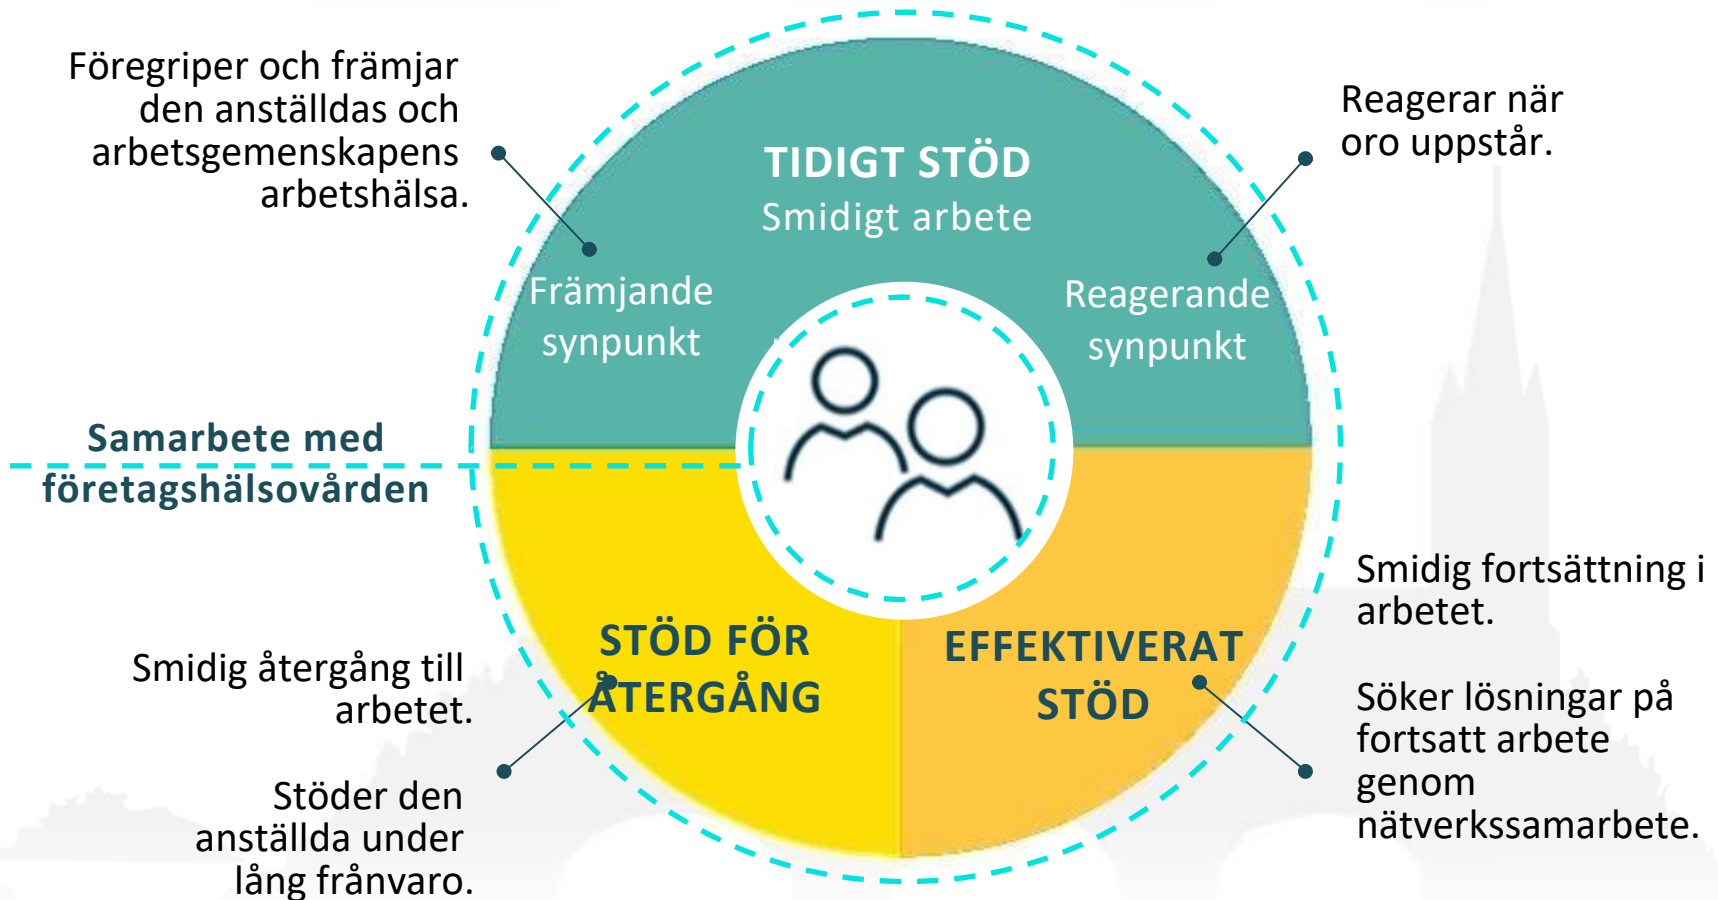 Föregriper och främjar
den anställdas och
arbetsgemenskapens
arbetshälsa.
Reagerar när
oro uppstår.
TIDIGT STÖD
Smidigt arbete
Främjande
synpunkt
Reagerande
synpunkt
Samarbete med
företagshälsovården
STÖD FÖR
ÅTERGÅNG
EFFEKTIVERAT
STÖD
Smidig återgång till
arbetet.
Stöder den
anställda under
lång frånvaro.
Smidig fortsättning i
arbetet.
Söker lösningar på
fortsatt arbete
genom
nätverkssamarbete.